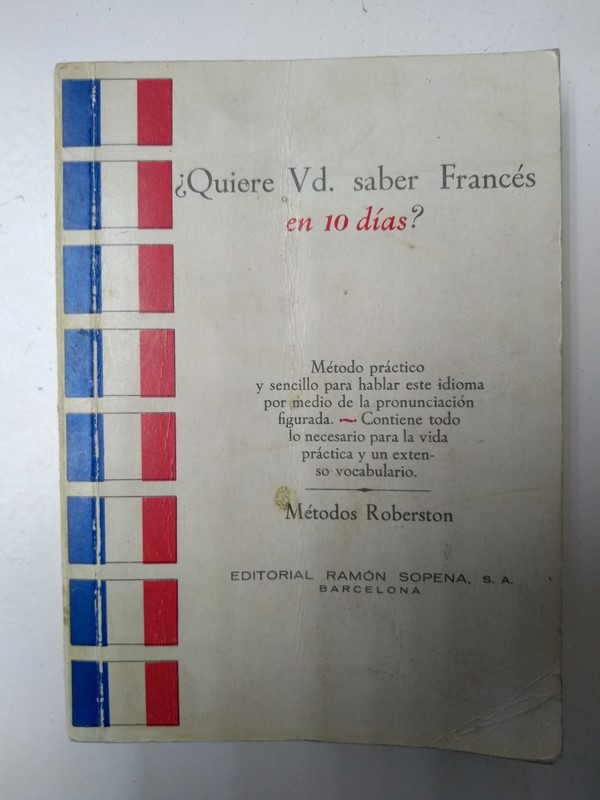 ¿Quiere Vd. saber Francés
en 10 días?
Método práctico
y sencillo para hablar este idioma
por medio de la pronunciación
figurada. — Contiene todo
lo necesario para la vida
práctica y un exten-
so vocabulario.
Métodos Roberston
EDITORIAL RAMÓN SOPENA, S. A.
BARCELONA